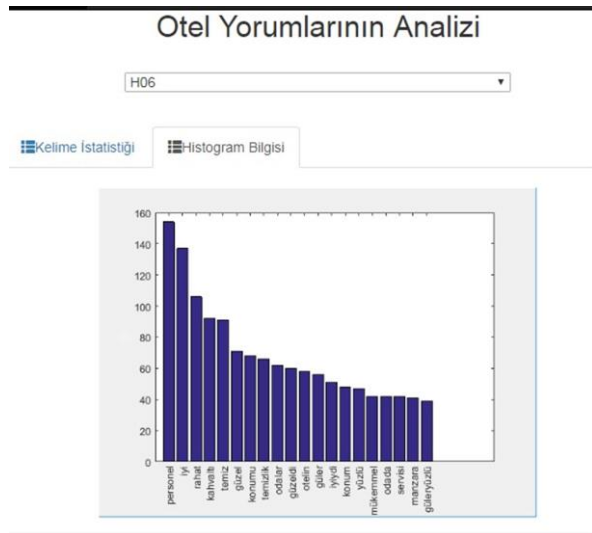 Otel Yorumlarının Analizi
H06
Kelime İstatistiği
Histogram Bilgisi
160
140
120
100
80
60
40
20
0
personel
iyi
rahat
kahvaltı
temiz
güzel
konumu
temizlik
odalar
güzeldi
otelin
güler
iyiydi
konum
yüzlü
mükemmel
odada
servisi
manzara
güleryüzlü